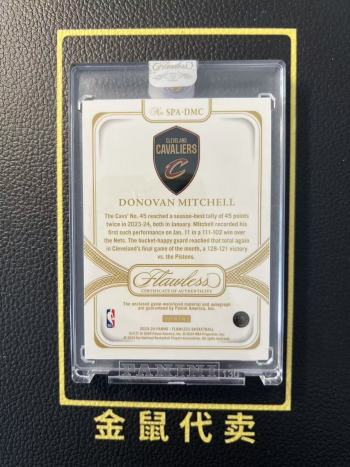 Flawless
No. SPA-DMC
CLEVELAND
CAVALIERS
C
DONOVAN MITCHELL
The Cavs' No. 45 reached a season-best tally of 45 points
twice in 2023-24, both in January. Mitchell recorded his
first such performance on Jan. 11 in a 111-102 win over
the Nets. The bucket-happy guard reached that total again
in Cleveland's final game of the month, a 128-121 victory
vs. the Pistons.
Flawless
CERTIFICATE OF AUTHENTICITY
The enclosed game-worn/used material and autograph
are guaranteed by Panini America, Inc.
PANINI
2023-24 PANINI - FLAWLESS BASKETBALL
PANINI
金鼠代卖